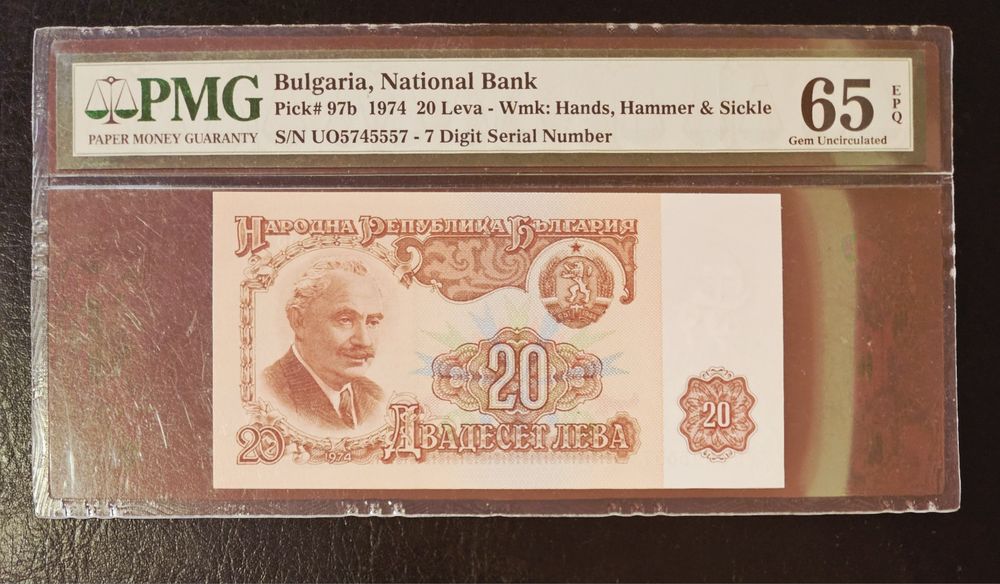 PMG
PAPER MONEY GUARANTY
Bulgaria, National Bank
Pick# 97b 1974 20 Leva - Wmk: Hands, Hammer & Sickle
S/N UO5745557 - 7 Digit Serial Number
65
EPQ
Gem Uncirculated
НАРОДНА РЕПУБЛИКА БЪЛГАРИЯ
20
20
20
1974
ДВАДЕСЕТ ЛЕВА